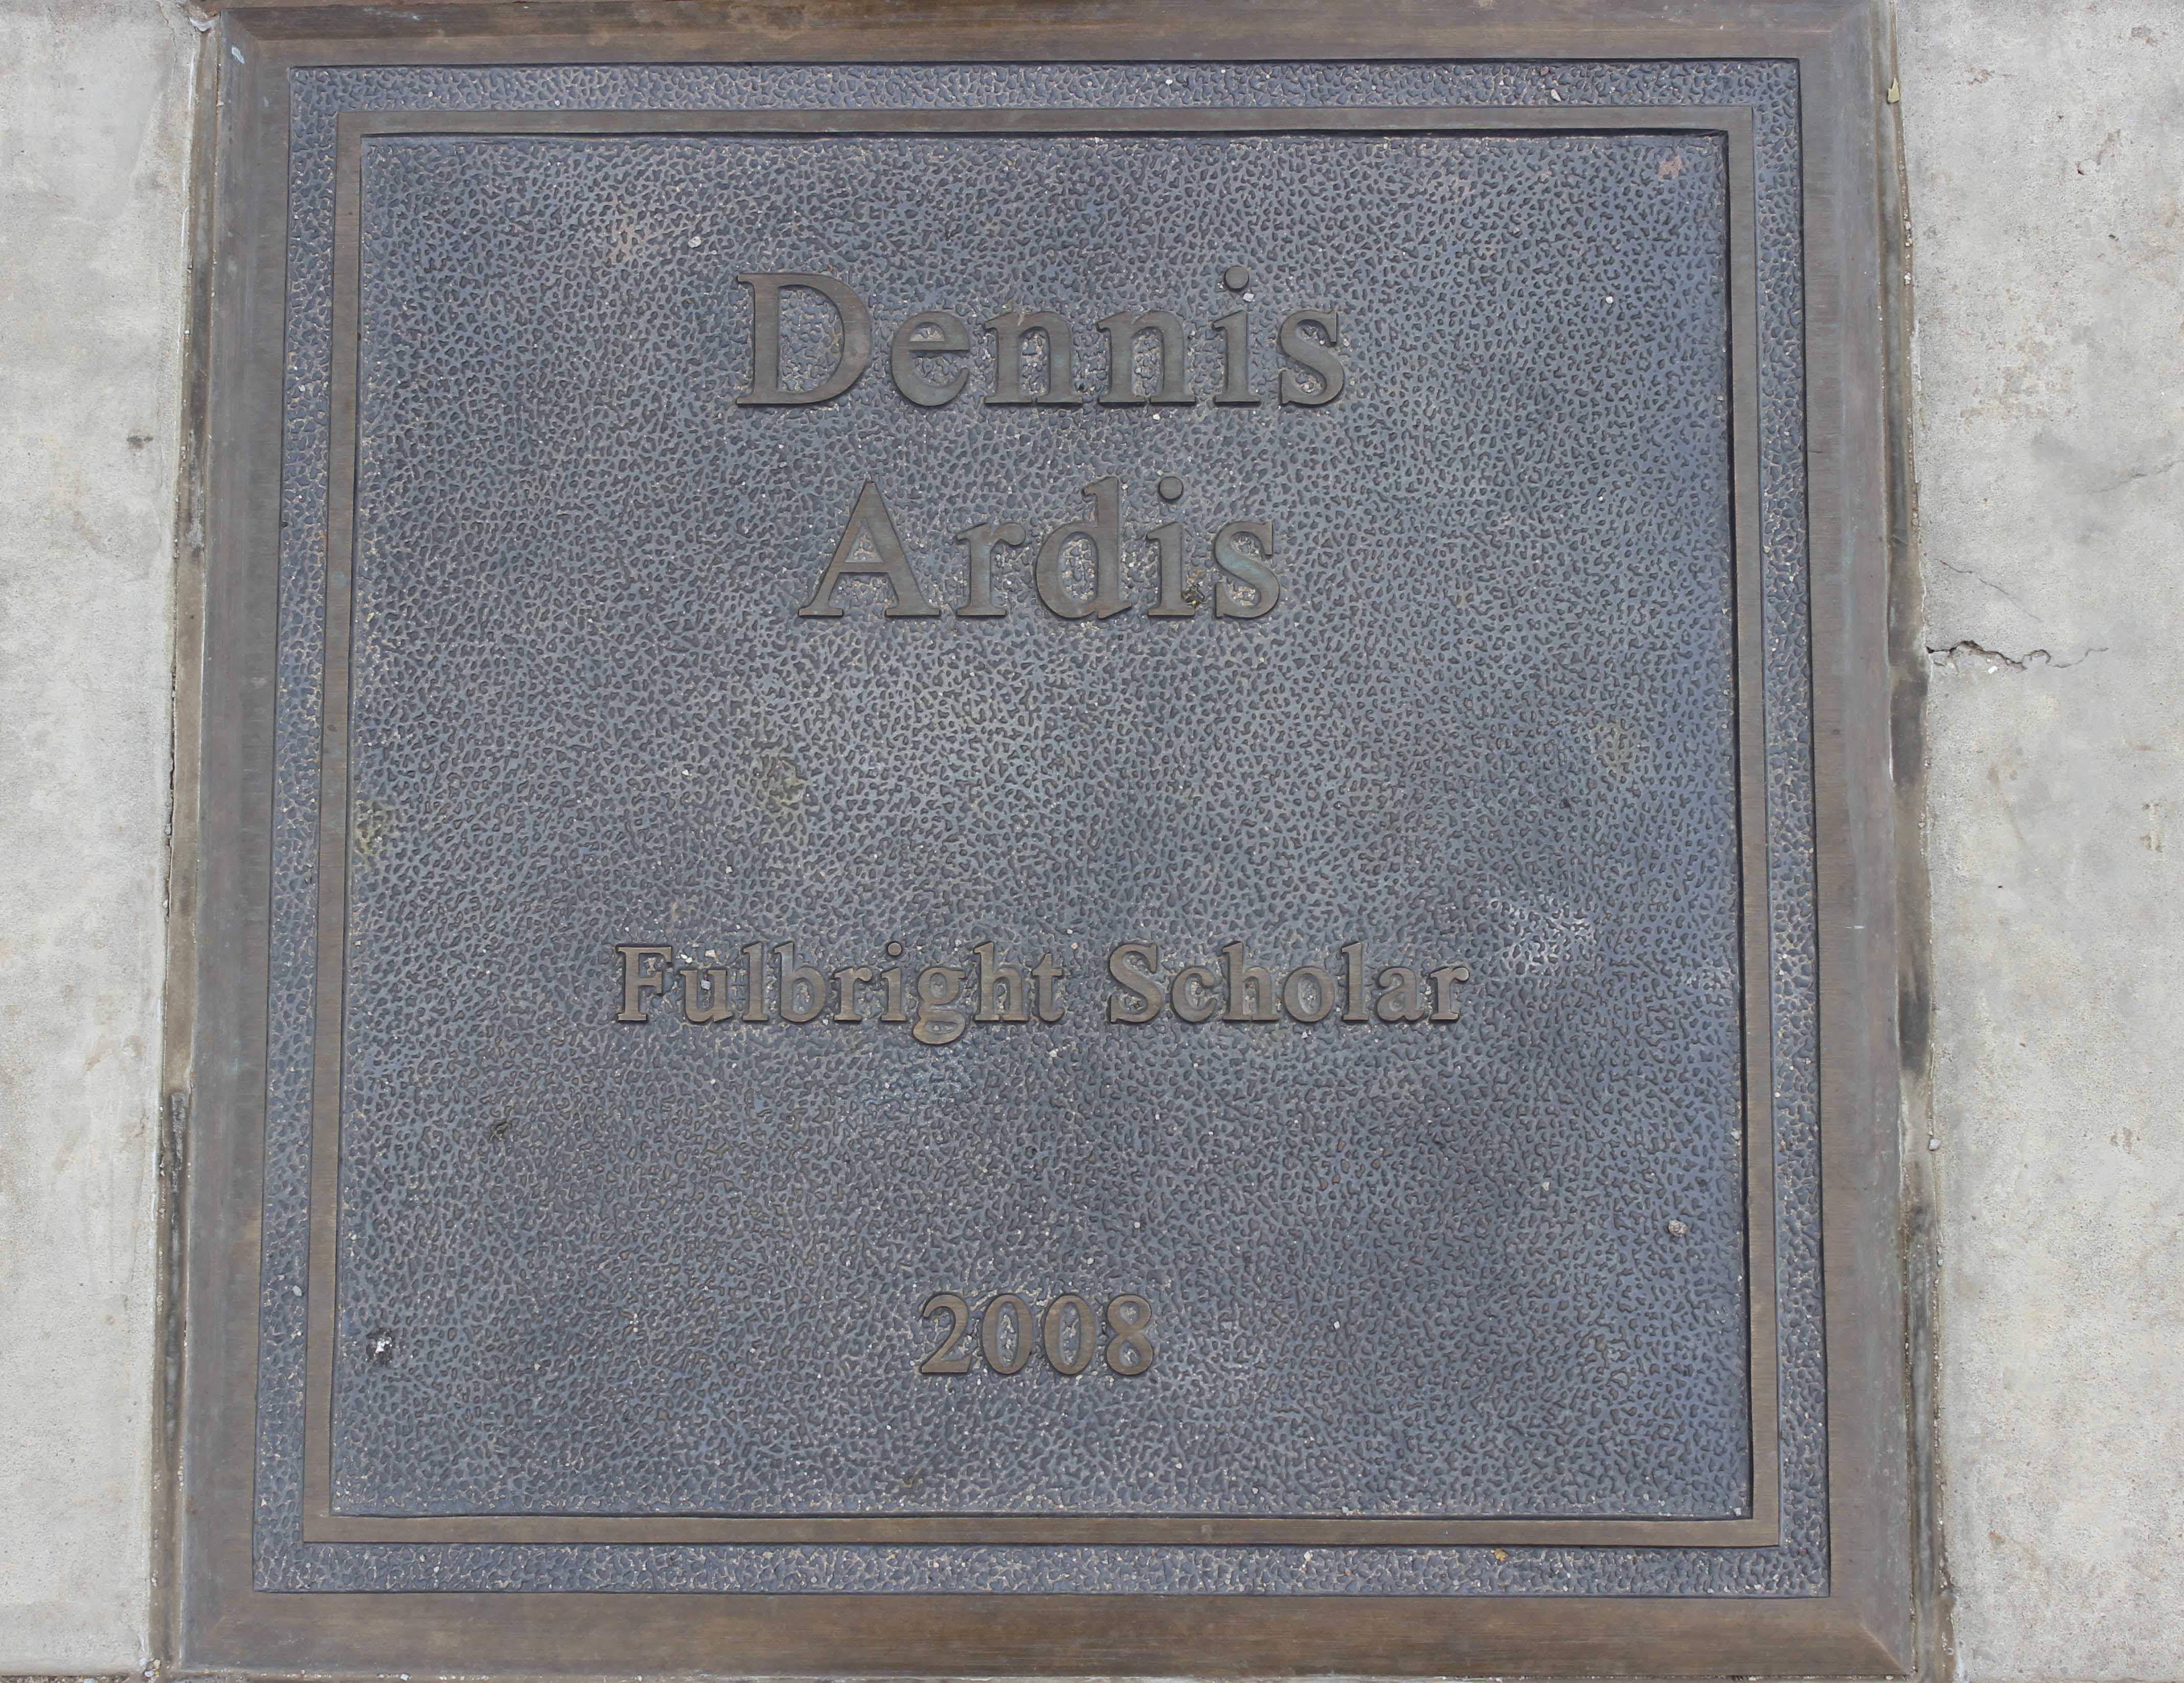 Dennis
Ardis
Fulbright Scholar
2008